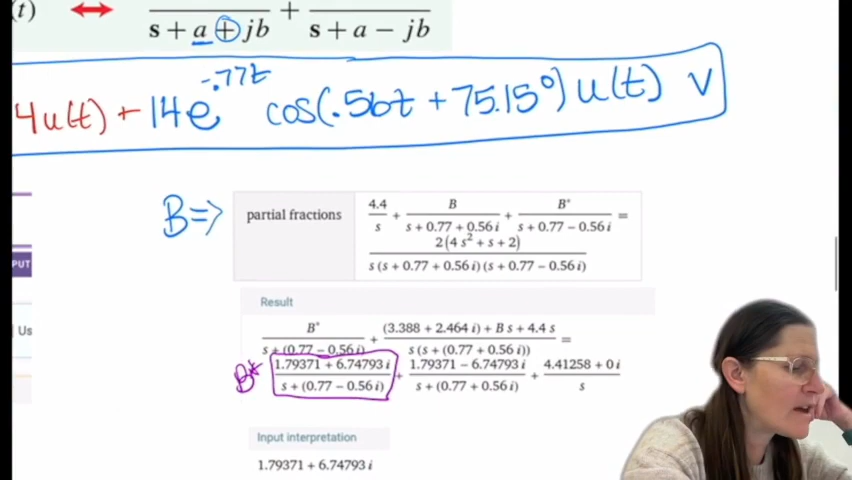 (t) ↔ s + a + jb + s + a − jb
4u(t) + 14e^-.77t cos(.56t + 75.15°) u(t) V
B ⇒
partial fractions
4.4/s + B/(s + 0.77 + 0.56 i) + B*/(s + 0.77 − 0.56 i) =
2(4 s² + s + 2)/(s (s + 0.77 + 0.56 i) (s + 0.77 − 0.56 i))
PUT
Result
Us
B*/(s + (0.77 − 0.56 i)) + ((3.388 + 2.464 i) + B s + 4.4 s)/(s (s + (0.77 + 0.56 i))) =
B* (1.79371 + 6.74793 i)/(s + (0.77 − 0.56 i)) + (1.79371 − 6.74793 i)/(s + (0.77 + 0.56 i)) + (4.41258 + 0 i)/s
Input interpretation
1.79371 + 6.74793 i